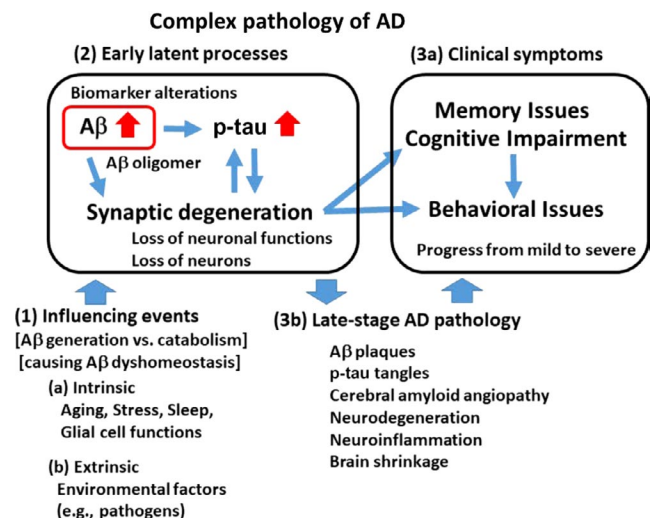 Complex pathology of AD
(2) Early latent processes
Biomarker alterations
Aβ
p-tau
Aβ oligomer
Synaptic degeneration
Loss of neuronal functions
Loss of neurons
(3a) Clinical symptoms
Memory Issues
Cognitive Impairment
Behavioral Issues
Progress from mild to severe
(1) Influencing events
[Aβ generation vs. catabolism]
[causing Aβ dyshomeostasis]
(a) Intrinsic
Aging, Stress, Sleep,
Glial cell functions
(b) Extrinsic
Environmental factors
(e.g., pathogens)
(3b) Late-stage AD pathology
Aβ plaques
p-tau tangles
Cerebral amyloid angiopathy
Neurodegeneration
Neuroinflammation
Brain shrinkage